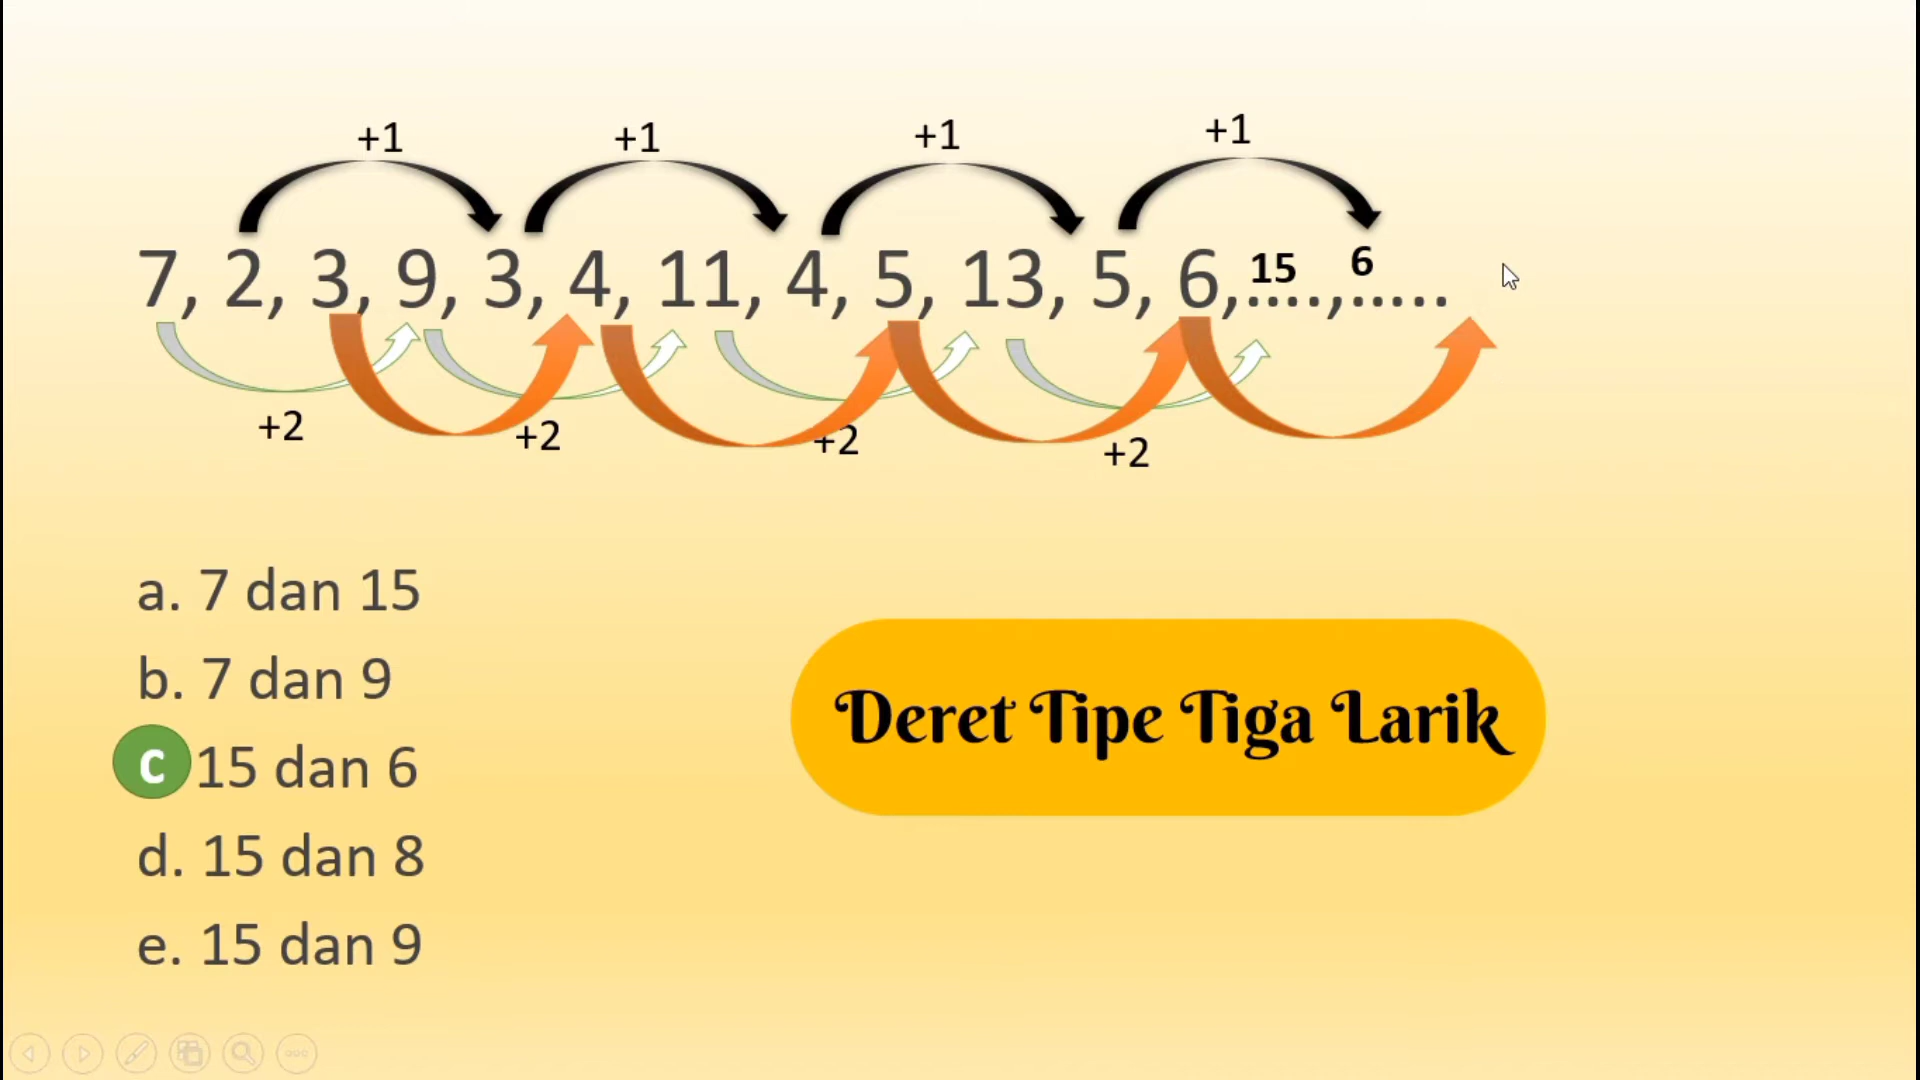 +1 +1 +1 +1
7, 2, 3, 9, 3, 4, 11, 4, 5, 13, 5, 6,....,.....
15 6
+2 +2 +2 +2
a. 7 dan 15
b. 7 dan 9
c 15 dan 6
d. 15 dan 8
e. 15 dan 9
Deret Tipe Tiga Larik